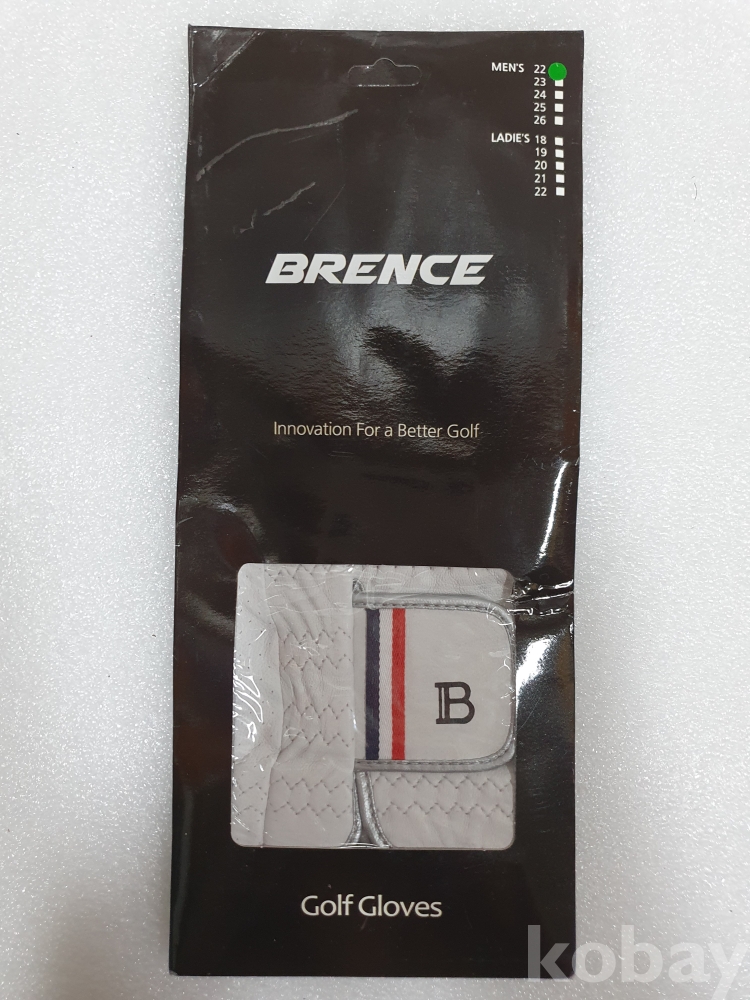 MEN'S 22
23
24
25
26
LADIE'S 18
19
20
21
22
BRENCE
Innovation For a Better Golf
B
Golf Gloves
kobay